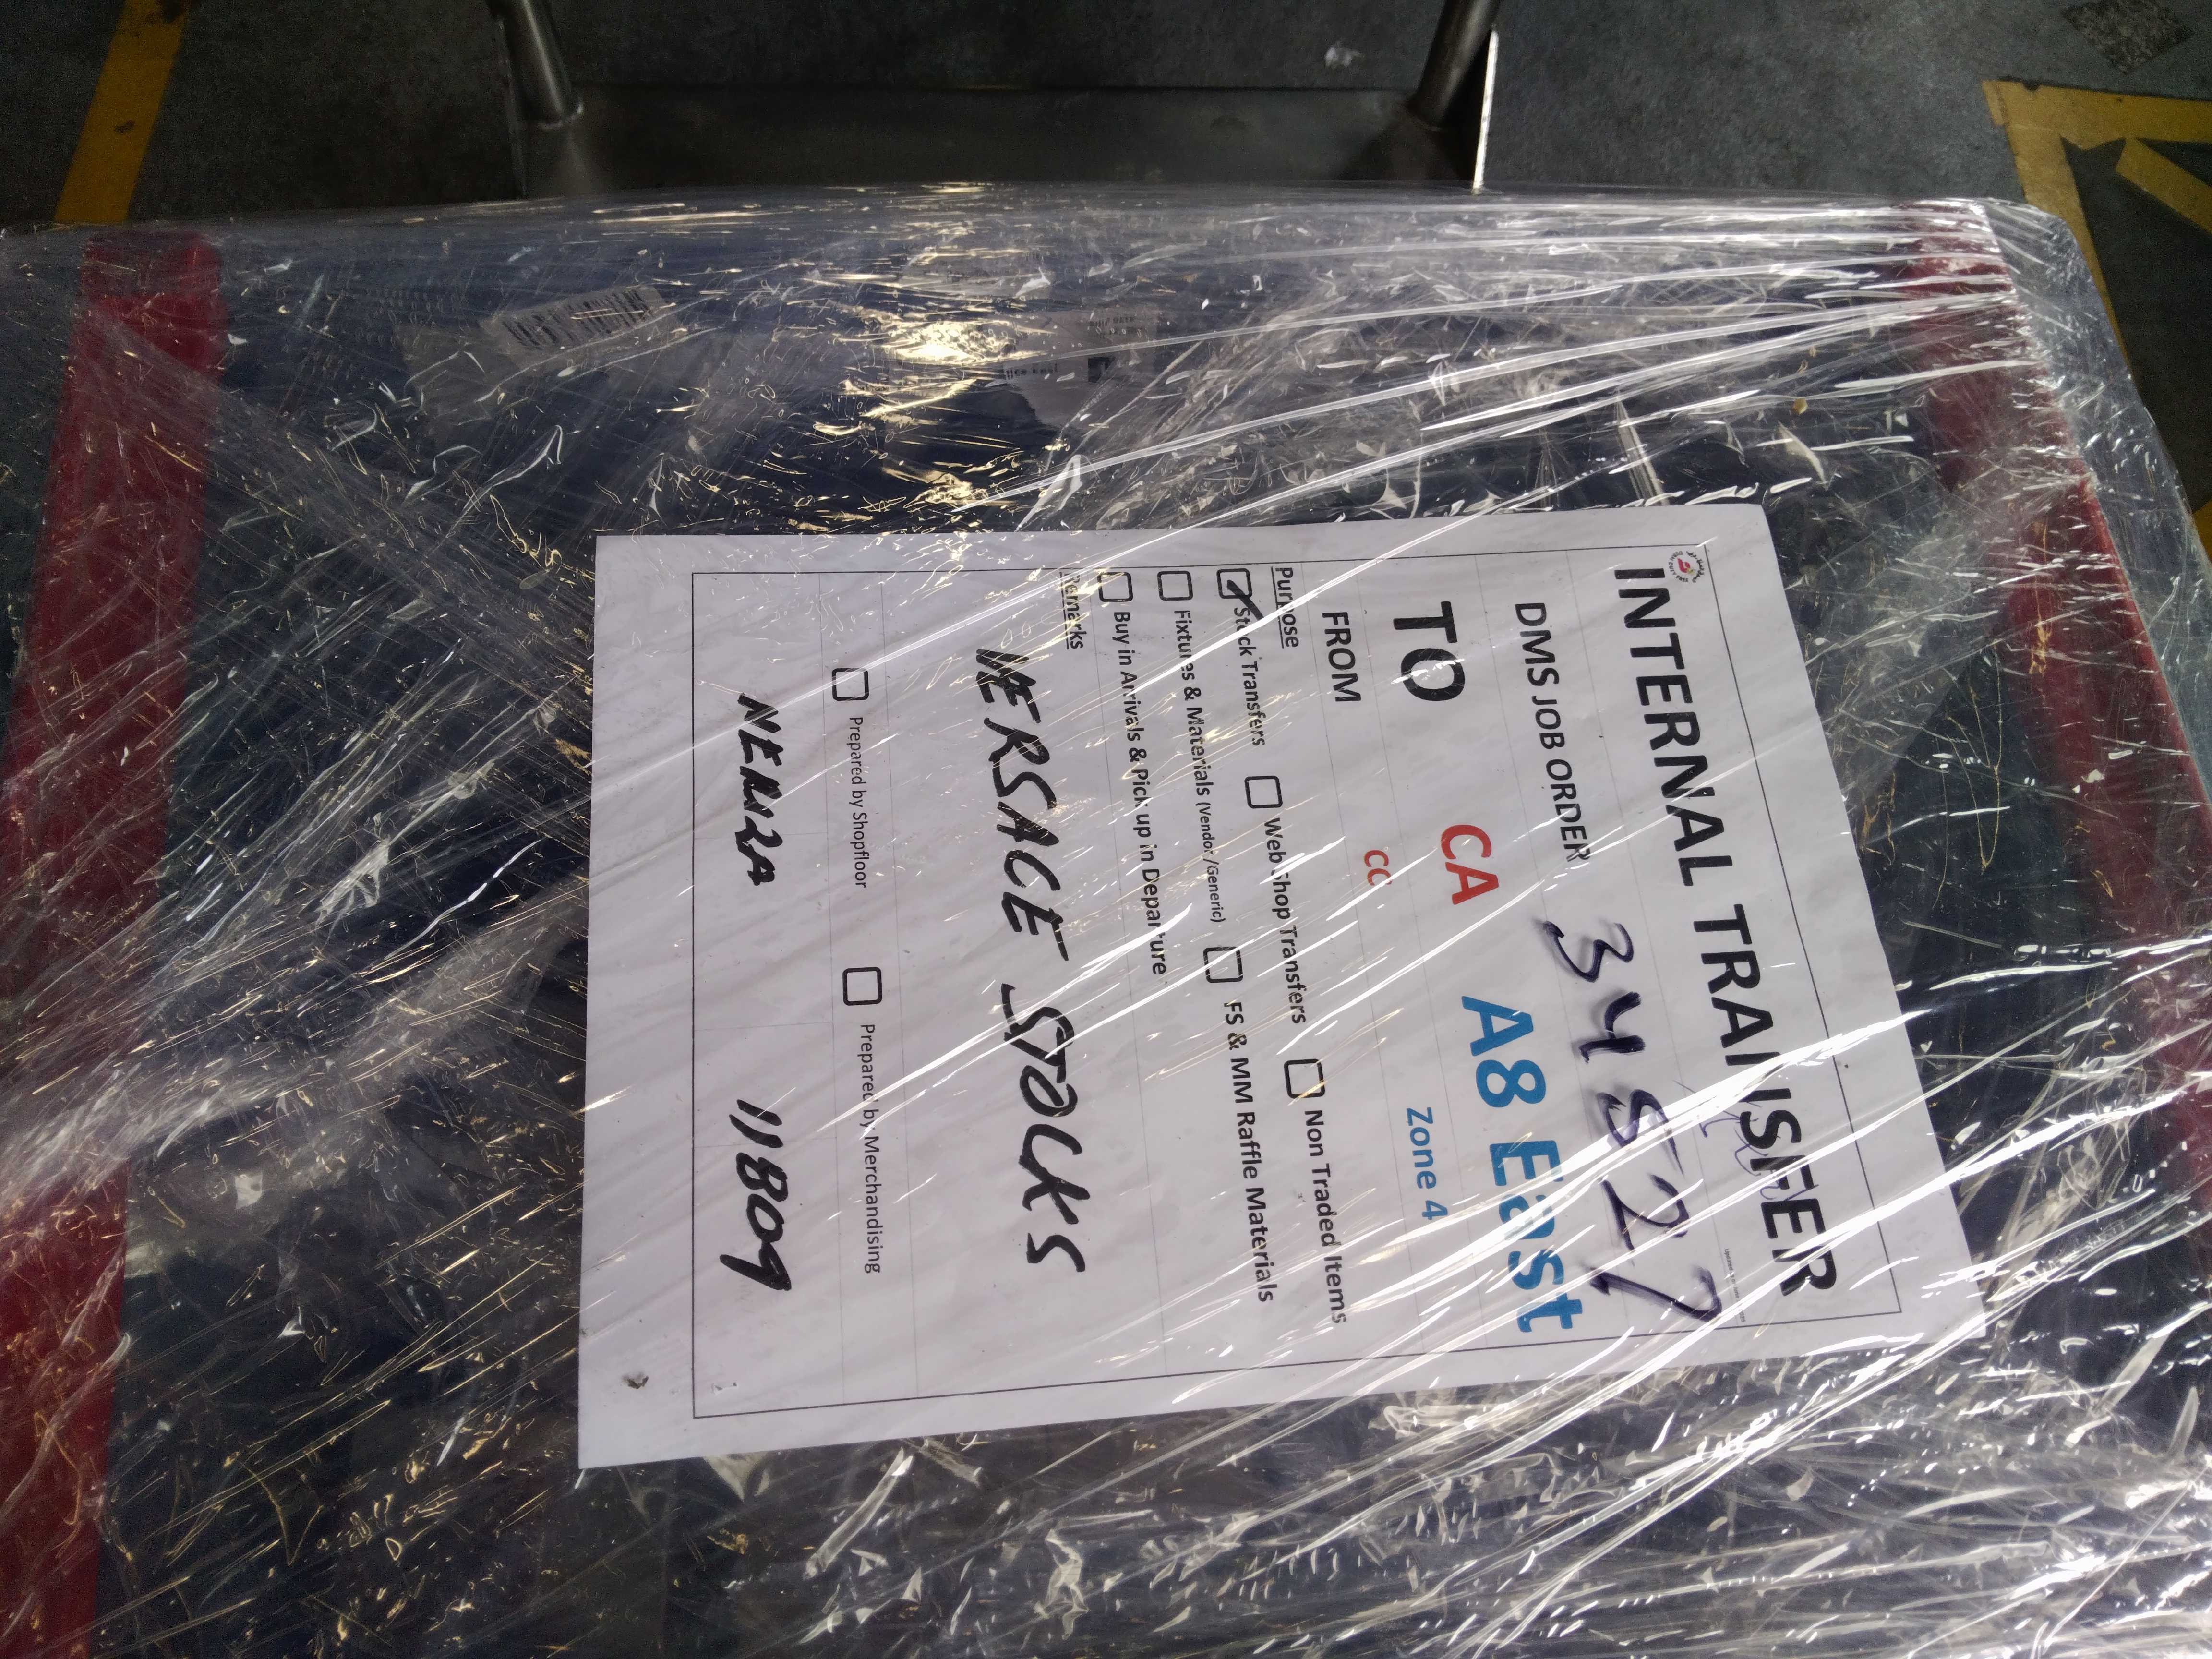 INTERNAL TRANSFER
DMS JOB ORDER 34527
TO CA A8 East
FROM CC Zone 4
Purpose
Stock Transfers Web Shop Transfers Non Traded Items
Fixtures & Materials (Vendor/Generic) FS & MM Raffle Materials
Buy in Arrivals & Pick up in Departure
Remarks
VERSACE STOCKS
Prepared by Shopfloor Prepared by Merchandising
NEMZA 11809